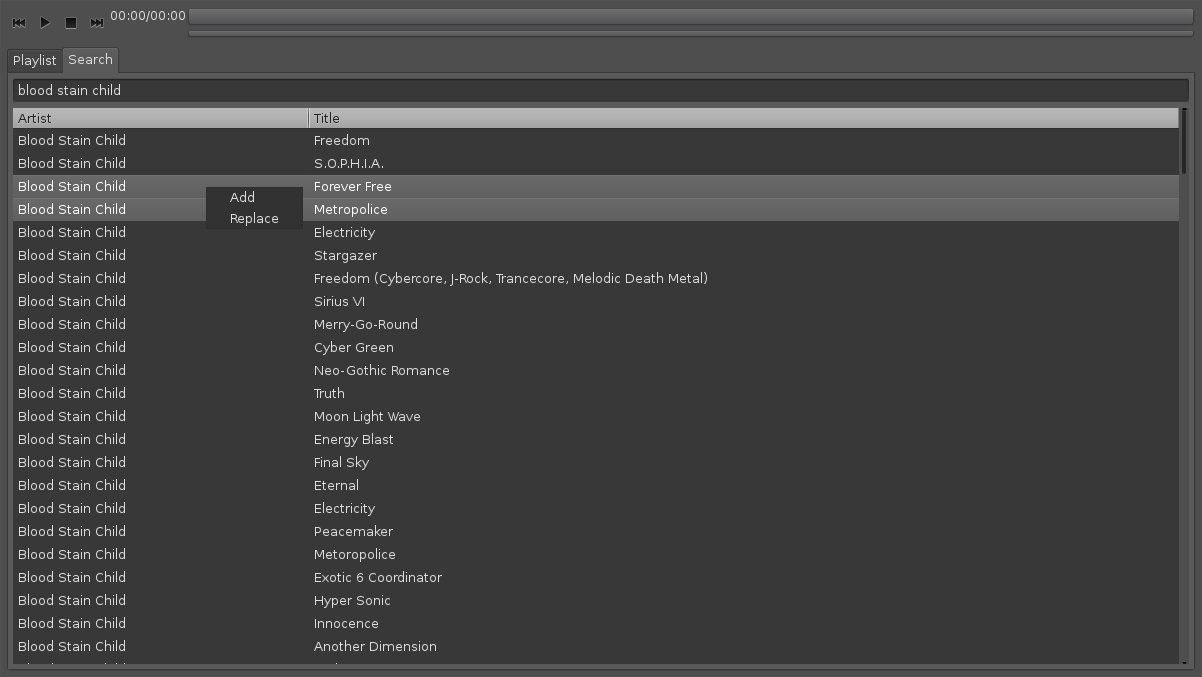 00:00/00:00
Playlist Search
blood stain child
Artist Title
Blood Stain Child Freedom
Blood Stain Child S.O.P.H.I.A.
Blood Stain Child Forever Free
Add
Blood Stain Child Metropolice
Replace
Blood Stain Child Electricity
Blood Stain Child Stargazer
Blood Stain Child Freedom (Cybercore, J-Rock, Trancecore, Melodic Death Metal)
Blood Stain Child Sirius VI
Blood Stain Child Merry-Go-Round
Blood Stain Child Cyber Green
Blood Stain Child Neo-Gothic Romance
Blood Stain Child Truth
Blood Stain Child Moon Light Wave
Blood Stain Child Energy Blast
Blood Stain Child Final Sky
Blood Stain Child Eternal
Blood Stain Child Electricity
Blood Stain Child Peacemaker
Blood Stain Child Metoropolice
Blood Stain Child Exotic 6 Coordinator
Blood Stain Child Hyper Sonic
Blood Stain Child Innocence
Blood Stain Child Another Dimension